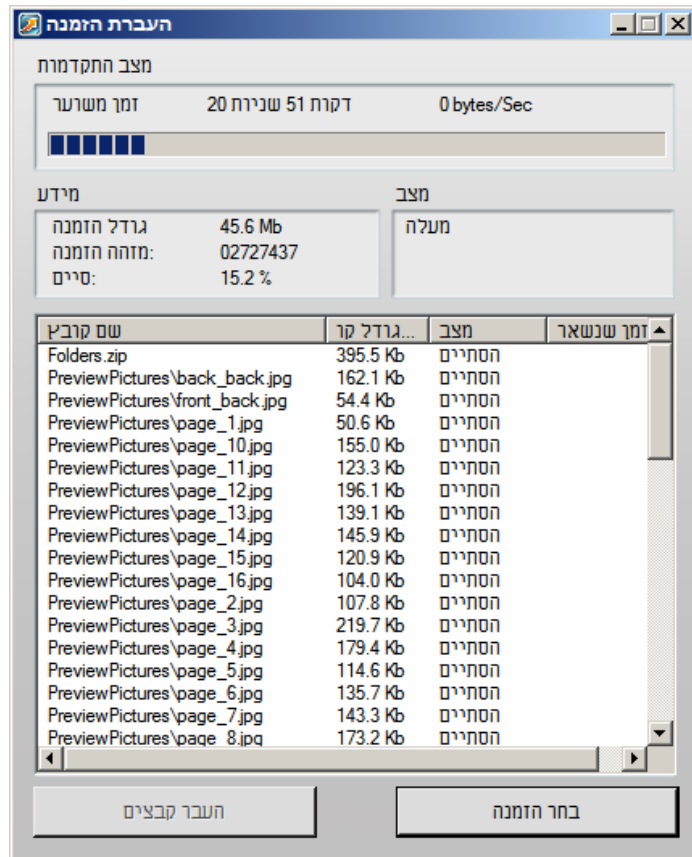 העברת הזמנה
מצב התקדמות
זמן משוער 20 דקות 51 שניות 0 bytes/Sec
מידע
גודל הזמנה 45.6 Mb
מזהה הזמנה: 02727437
סיים: 15.2 %
מצב
מעלה
שם קובץ גודל קו... מצב זמן שנשאר
Folders.zip 395.5 Kb הסתיים
PreviewPictures\back_back.jpg 162.1 Kb הסתיים
PreviewPictures\front_back.jpg 54.4 Kb הסתיים
PreviewPictures\page_1.jpg 50.6 Kb הסתיים
PreviewPictures\page_10.jpg 155.0 Kb הסתיים
PreviewPictures\page_11.jpg 123.3 Kb הסתיים
PreviewPictures\page_12.jpg 196.1 Kb הסתיים
PreviewPictures\page_13.jpg 139.1 Kb הסתיים
PreviewPictures\page_14.jpg 145.9 Kb הסתיים
PreviewPictures\page_15.jpg 120.9 Kb הסתיים
PreviewPictures\page_16.jpg 104.0 Kb הסתיים
PreviewPictures\page_2.jpg 107.8 Kb הסתיים
PreviewPictures\page_3.jpg 219.7 Kb הסתיים
PreviewPictures\page_4.jpg 179.4 Kb הסתיים
PreviewPictures\page_5.jpg 114.6 Kb הסתיים
PreviewPictures\page_6.jpg 135.7 Kb הסתיים
PreviewPictures\page_7.jpg 143.3 Kb הסתיים
PreviewPictures\page_8.jpg 173.2 Kb הסתיים
העבר קבצים
בחר הזמנה